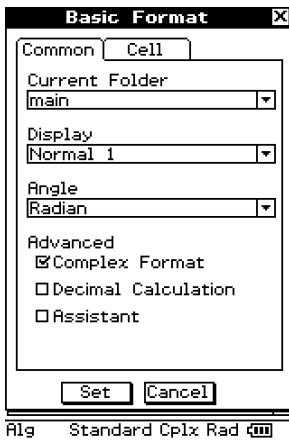 Basic Format
Common Cell
Current Folder
main
Display
Normal 1
Angle
Radian
Advanced
Complex Format
Decimal Calculation
Assistant
Set Cancel
Alg Standard Cplx Rad